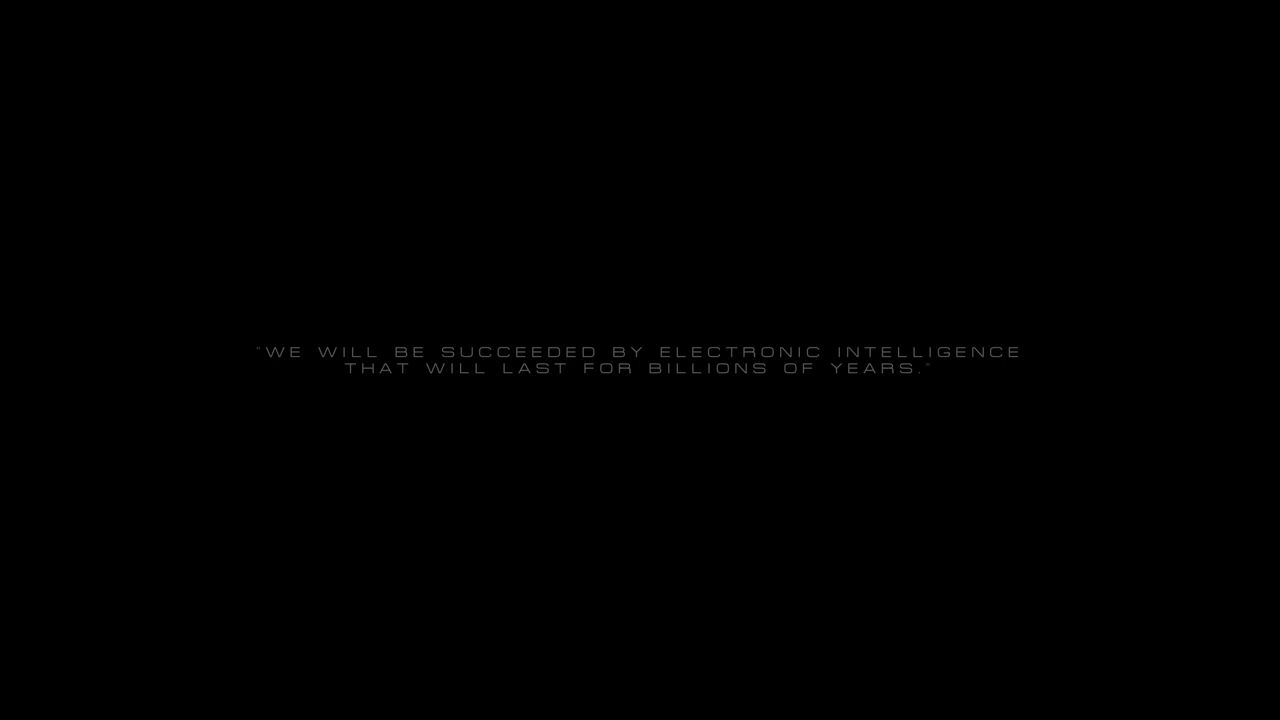 "WE WILL BE SUCCEEDED BY ELECTRONIC INTELLIGENCE
THAT WILL LAST FOR BILLIONS OF YEARS."